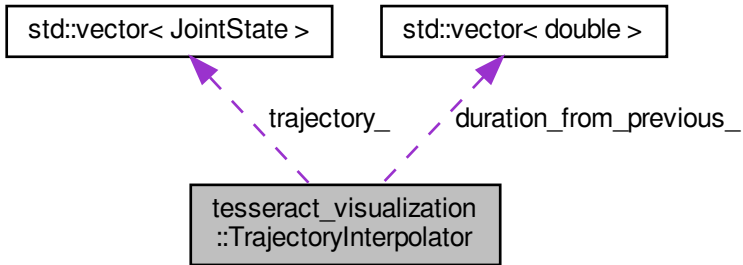 std::vector< JointState >
std::vector< double >
trajectory_
duration_from_previous_
tesseract_visualization
::TrajectoryInterpolator